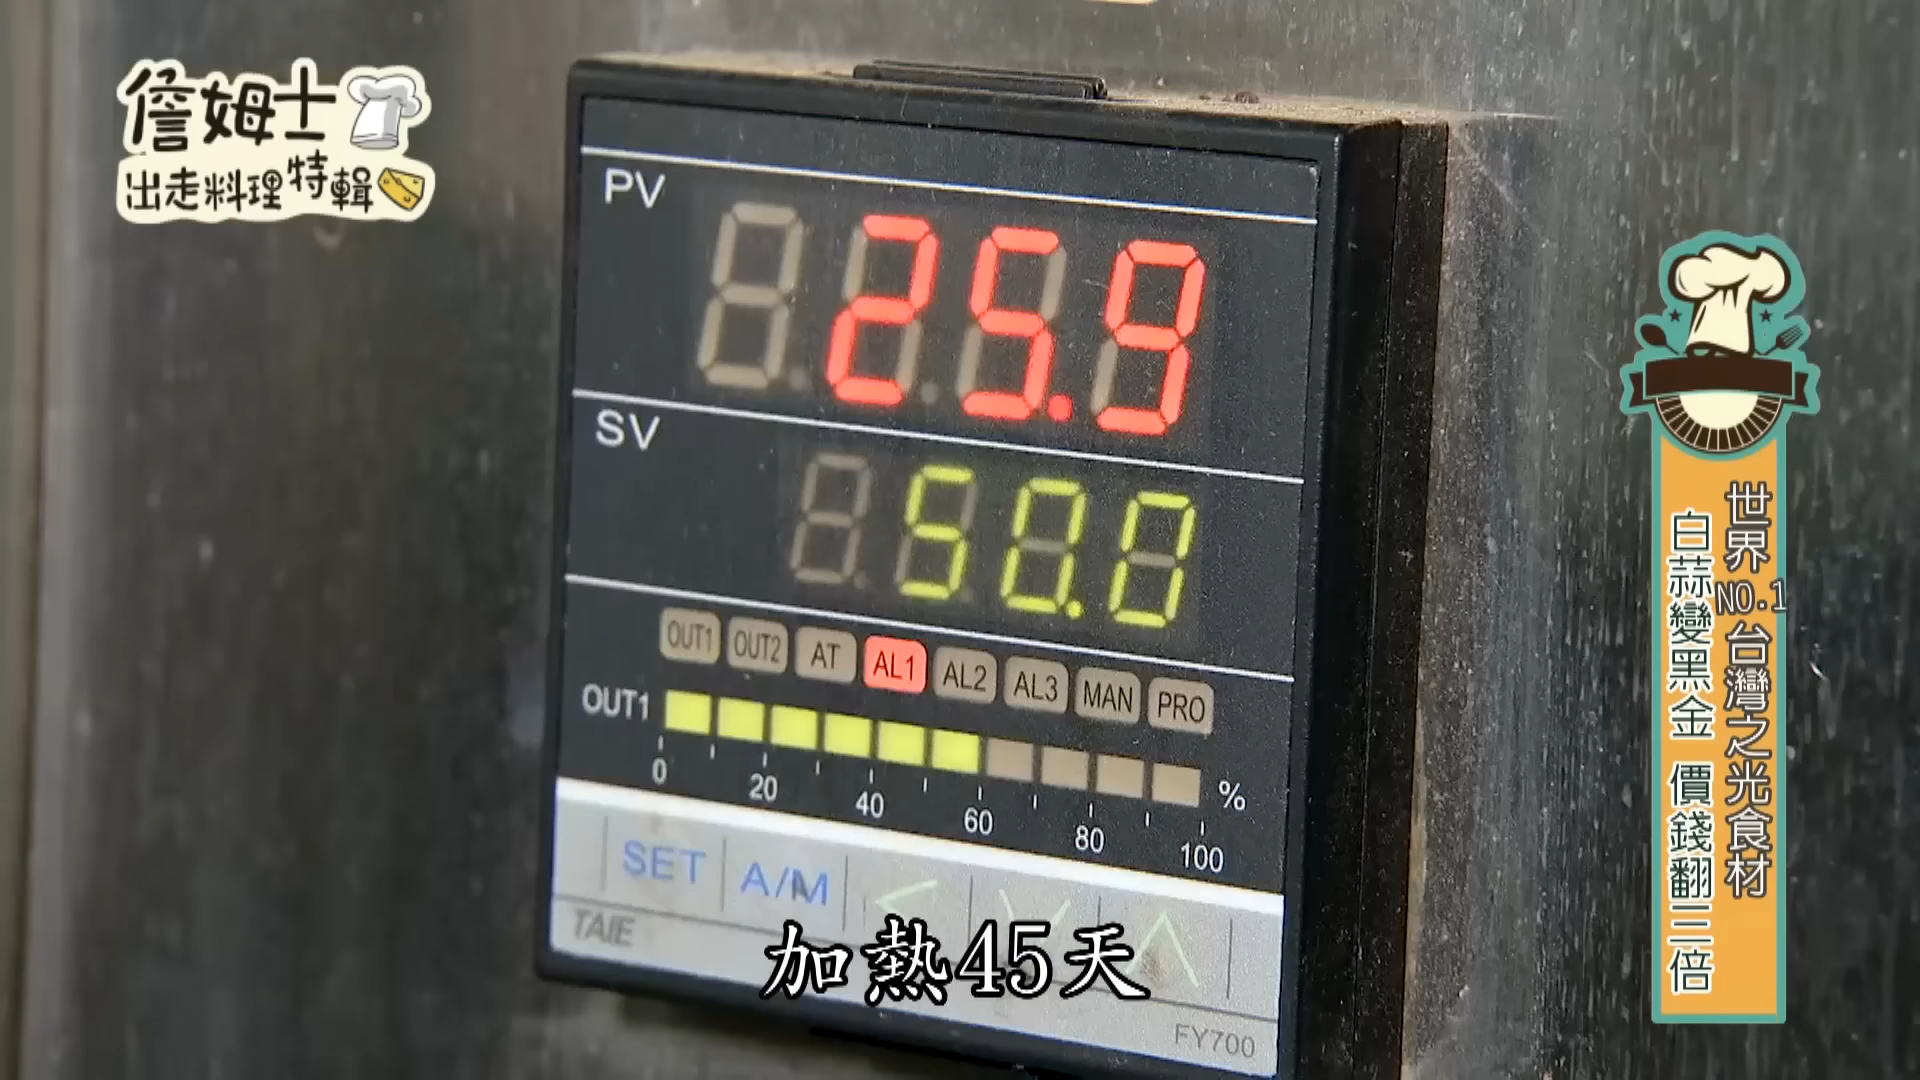 詹姆士
出走料理特輯
PV
25.9
SV
50.0
OUT1 OUT2 AT AL1 AL2 AL3 MAN PRO
OUT1
%
0 20 40 60 80 100
SET A/M
TAIE
FY700
加熱45天
世界NO.1台灣之光食材
白蒜變黑金 價錢翻三倍